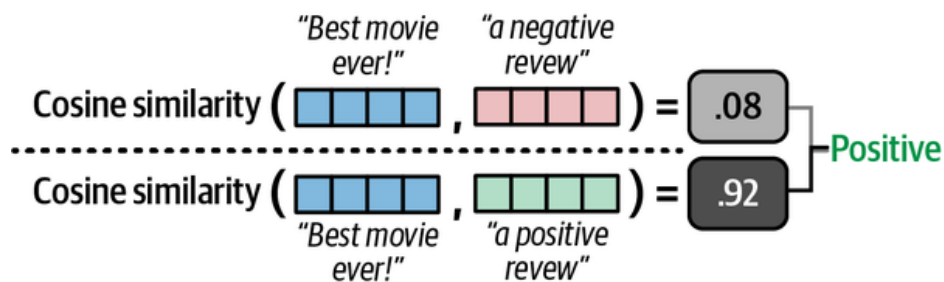 “Best movie
ever!”
“a negative
revew”
Cosine similarity ( , ) = .08
Positive
Cosine similarity ( , ) = .92
“Best movie
ever!”
“a positive
revew”